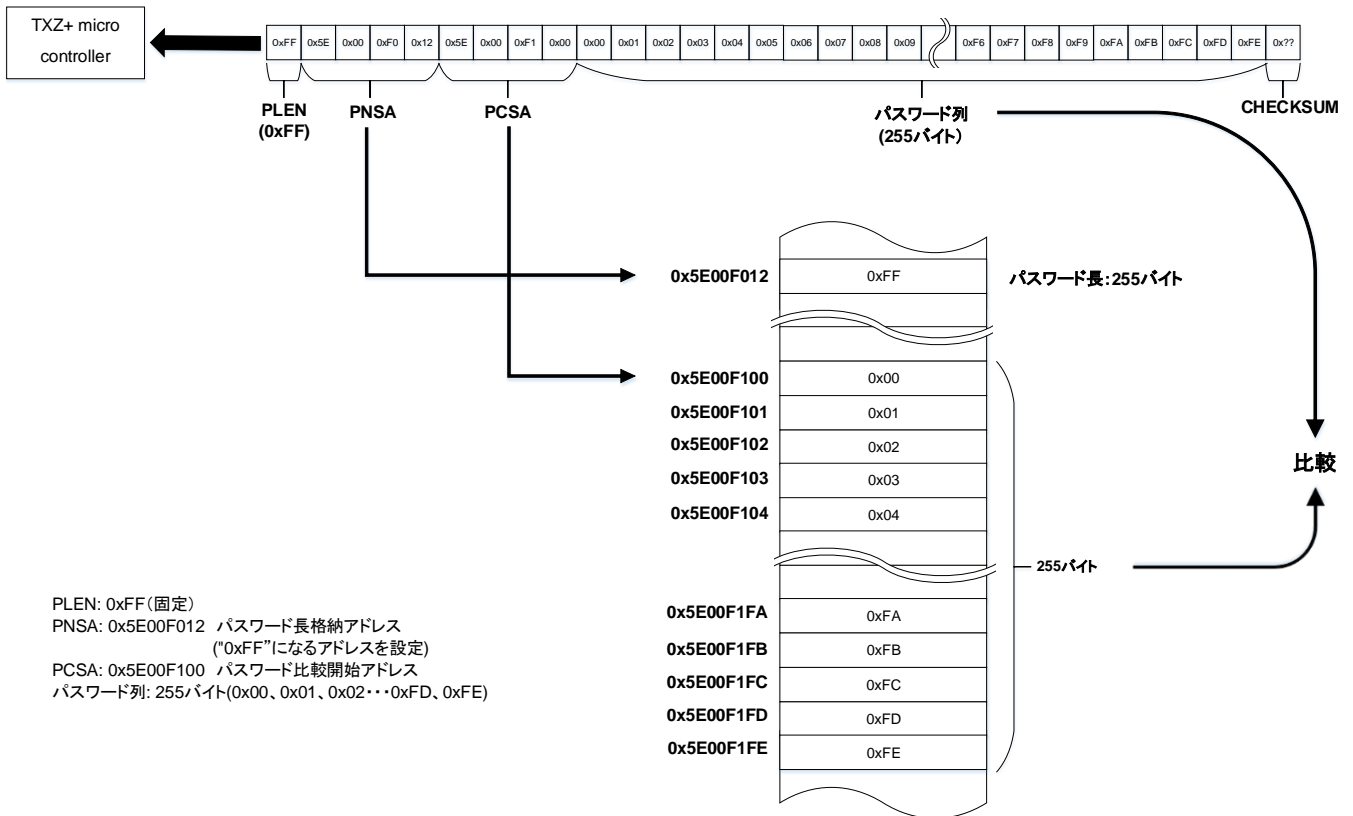 TXZ+ micro
controller
0xFF 0x5E 0x00 0xF0 0x12 0x5E 0x00 0xF1 0x00 0x00 0x01 0x02 0x03 0x04 0x05 0x06 0x07 0x08 0x09 0xF6 0xF7 0xF8 0xF9 0xFA 0xFB 0xFC 0xFD 0xFE 0x??
PLEN
(0xFF)
PNSA
PCSA
パスワード列
(255バイト)
CHECKSUM
0x5E00F012 0xFF パスワード長:255バイト
0x5E00F100 0x00
0x5E00F101 0x01
0x5E00F102 0x02
0x5E00F103 0x03
0x5E00F104 0x04
比較
255バイト
0x5E00F1FA 0xFA
0x5E00F1FB 0xFB
0x5E00F1FC 0xFC
0x5E00F1FD 0xFD
0x5E00F1FE 0xFE
PLEN: 0xFF(固定)
PNSA: 0x5E00F012 パスワード長格納アドレス
("0xFF"になるアドレスを設定)
PCSA: 0x5E00F100 パスワード比較開始アドレス
パスワード列: 255バイト(0x00、0x01、0x02・・・0xFD、0xFE)